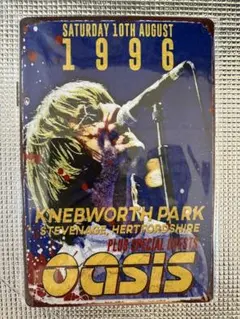 SATURDAY 10TH AUGUST
1996
KNEBWORTH PARK
STEVENAGE, HERTFORDSHIRE
PLUS SPECIAL GUESTS
OASIS